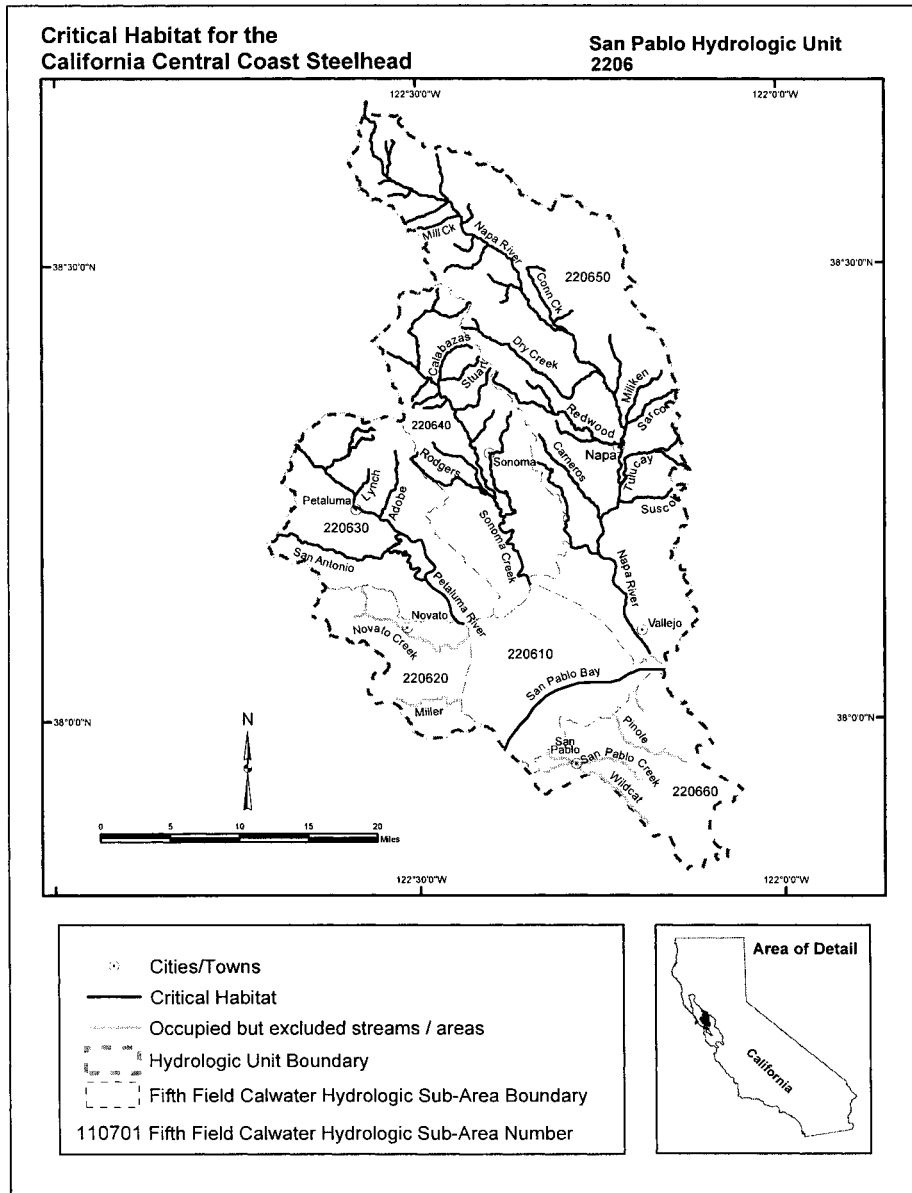 Critical Habitat for the
California Central Coast Steelhead
San Pablo Hydrologic Unit
2206
122°30'0"W
122°0'0"W
38°30'0"N
38°30'0"N
Mill Ck
Napa River
Conn Ck
220650
Calabazas
Stuart
Dry Creek
Milliken
Sarco
Redwood
220640
Napa
Sonoma
Carneros
Tulucay
Rodgers
Lynch
Adobe
Petaluma
Suscol
220630
Sonoma Creek
San Antonio
Petaluma River
Napa River
Novato
Vallejo
Novato Creek
220610
220620
San Pablo Bay
Miller
38°0'0"N
38°0'0"N
N
Pinole
San
Pablo
San Pablo Creek
Wildcat
220660
0 5 10 15 20
Miles
122°30'0"W
122°0'0"W
Cities/Towns
Critical Habitat
Occupied but excluded streams / areas
Hydrologic Unit Boundary
Fifth Field Calwater Hydrologic Sub-Area Boundary
110701 Fifth Field Calwater Hydrologic Sub-Area Number
Area of Detail
California